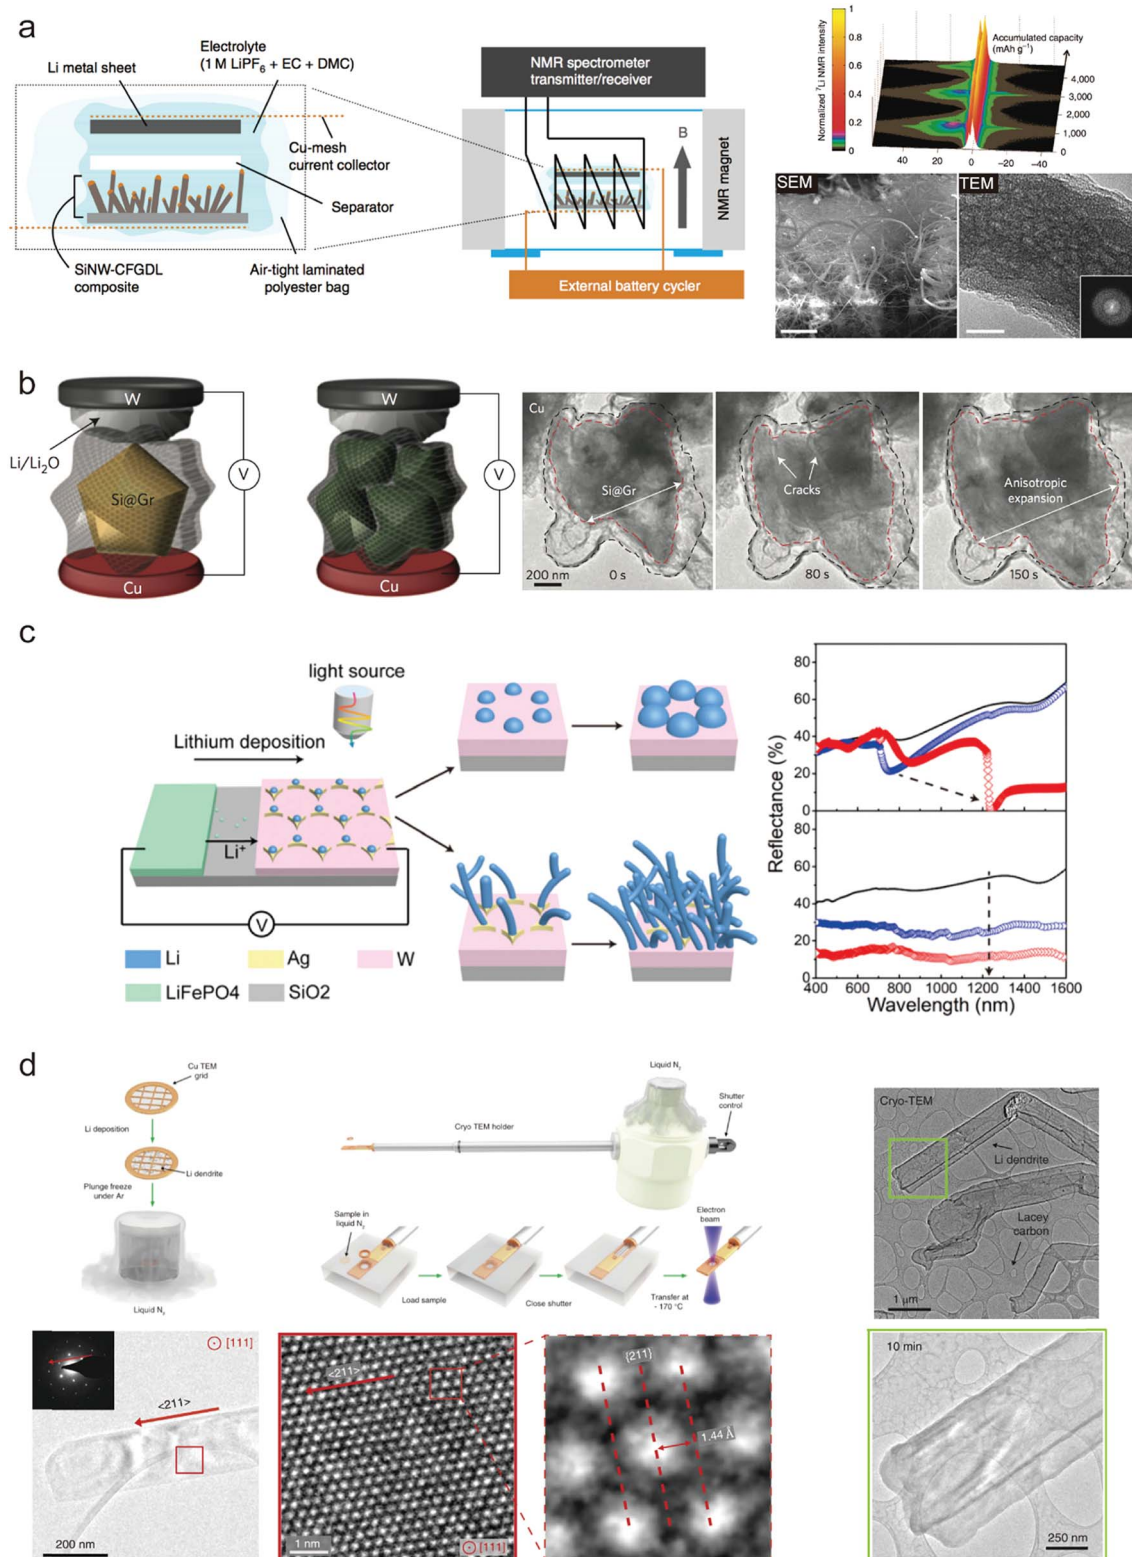 a
Li metal sheet
Electrolyte
(1 M LiPF6 + EC + DMC)
Cu-mesh
current collector
Separator
SiNW-CFGDL
composite
Air-tight laminated
polyester bag
NMR spectrometer
transmitter/receiver
B
NMR magnet
External battery cycler
Normalized 7Li NMR intensity
1
0.8
0.6
0.4
0.2
0
Accumulated capacity
(mAh g−1)
4,000
3,000
2,000
1,000
0
40
20
0
−20
−40
SEM
TEM
b
W
Li/Li2O
Si@Gr
Cu
V
W
Cu
V
Cu
Si@Gr
200 nm
0 s
Cracks
80 s
Anisotropic
expansion
150 s
c
light source
Lithium deposition
Li+
V
Li
Ag
W
LiFePO4
SiO2
Reflectance (%)
80
60
40
20
0
80
60
40
20
0
400
600
800
1000
1200
1400
1600
Wavelength (nm)
d
Cu TEM
grid
Li deposition
Li dendrite
Plunge freeze
under Ar
Liquid N2
Liquid N2
Shutter
control
Cryo TEM holder
Sample in
liquid N2
Electron
beam
Load sample
Close shutter
Transfer at
- 170 °C
Cryo-TEM
Li dendrite
Lacey
carbon
1 μm
[111]
<211>
200 nm
<211>
1 nm
[111]
{211}
1.44 Å
10 min
250 nm